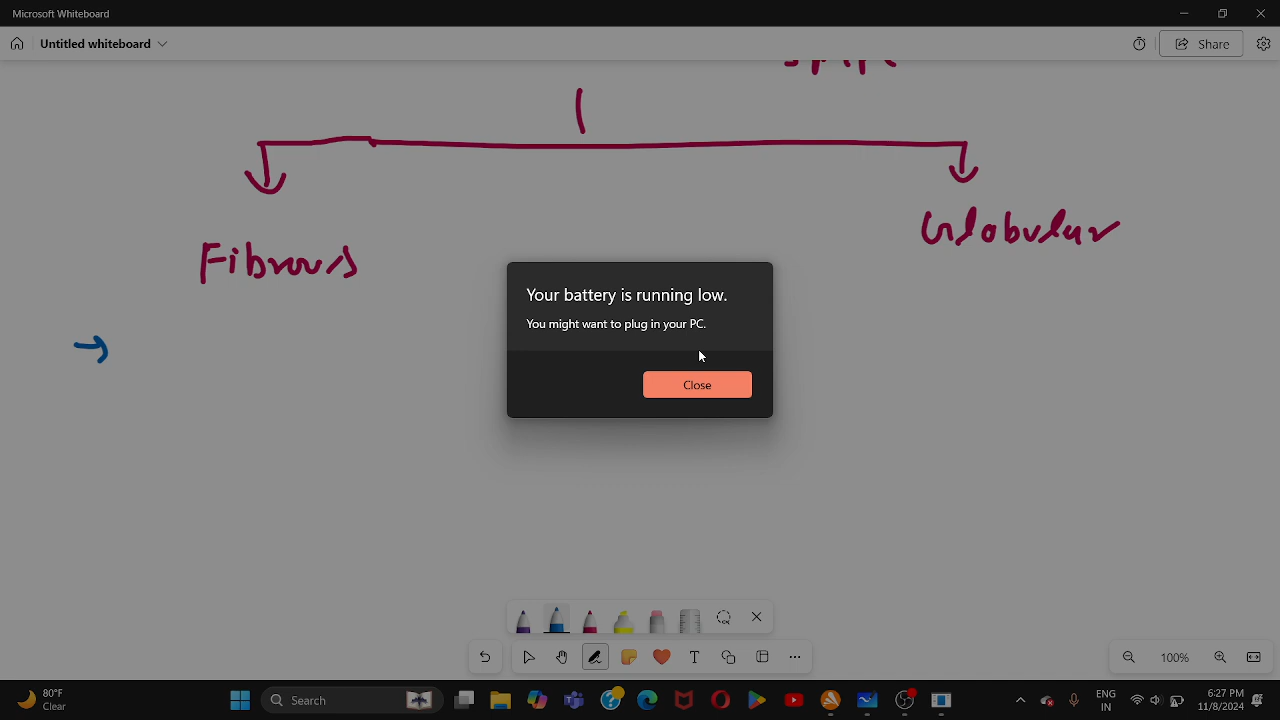 Microsoft Whiteboard
Untitled whiteboard
Share
Fibrous
Globular
Your battery is running low.
You might want to plug in your PC.
Close
100%
80°F
Clear
Search
ENG
IN
6:27 PM
11/8/2024